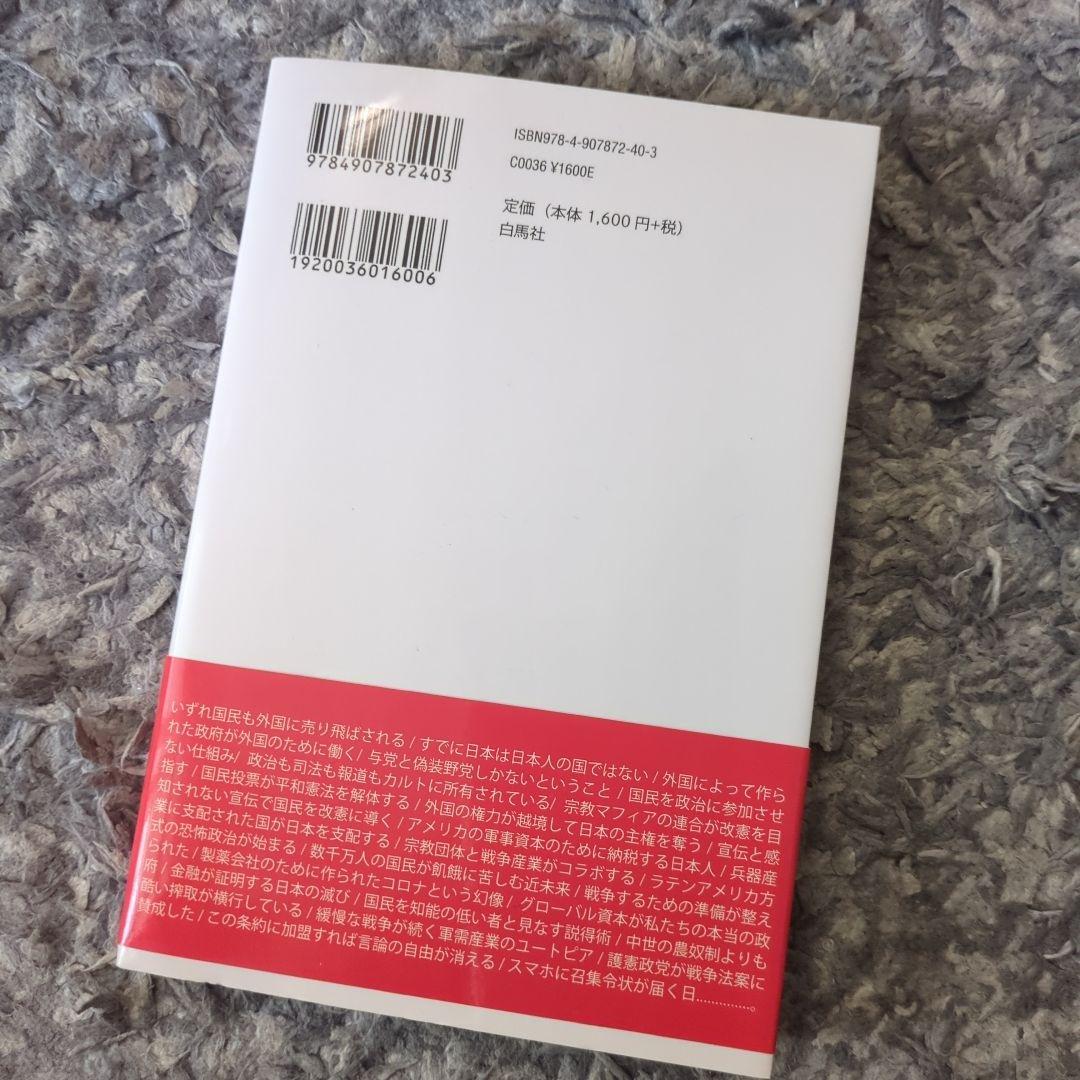 9784907872403
ISBN978-4-907872-40-3
C0036 ¥1600E
1920036016006
定価（本体 1,600 円+税）
白馬社
いずれ国民も外国に売り飛ばされる / すでに日本は日本人の国ではない / 外国によって作ら
れた政府が外国のために働く / 与党と偽装野党しかないということ / 国民を政治に参加させ
ない仕組み / 政治も司法も報道もカルトに所有されている / 宗教マフィアの連合が改憲を目
指す / 国民投票が平和憲法を解体する / 外国の権力が越境して日本の主権を奪う / 宣伝と感
知されない宣伝で国民を改憲に導く / アメリカの軍事資本のために納税する日本人 / 兵器産
業に支配された国が日本を支配する / 宗教団体と戦争産業がコラボする / ラテンアメリカ方
式の恐怖政治が始まる / 数千万人の国民が飢餓に苦しむ近未来 / 戦争するための準備が整え
られた / 製薬会社のために作られたコロナという幻像 / グローバル資本が私たちの本当の政
府 / 金融が証明する日本の滅び / 国民を知能の低い者と見なす説得術 / 中世の農奴制よりも
酷い搾取が横行している / 緩慢な戦争が続く軍需産業のユートピア / 護憲政党が戦争法案に
賛成した / この条約に加盟すれば言論の自由が消える / スマホに召集令状が届く日……………。